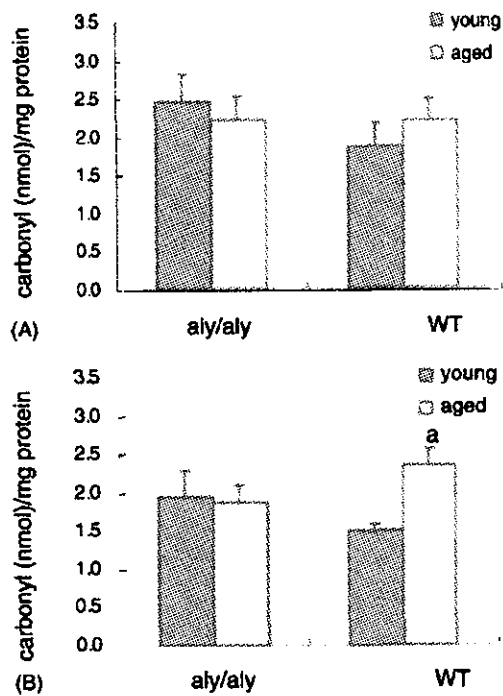 carbonyl (nmol)/mg protein
3.5
3.0
2.5
2.0
1.5
1.0
0.5
0.0
young
aged
aly/aly WT
(A)
carbonyl (nmol)/mg protein
3.5
3.0
2.5
2.0
1.5
1.0
0.5
0.0
young
aged
a
aly/aly WT
(B)